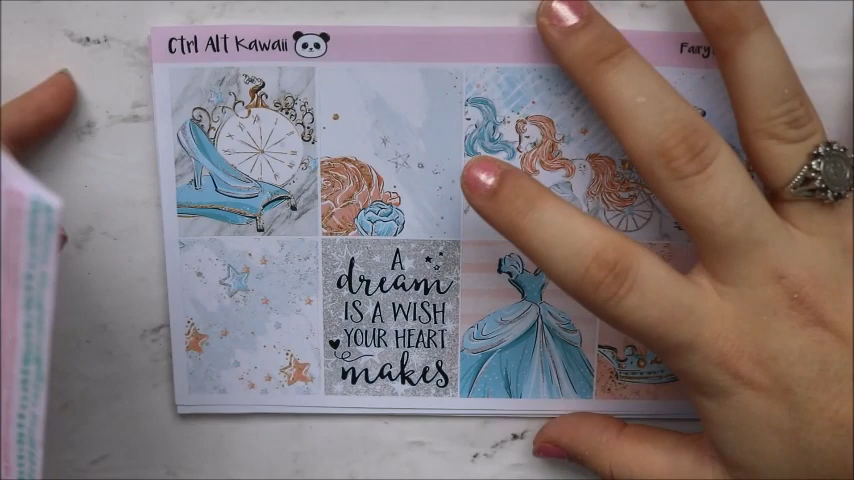 Ctrl Alt Kawaii
Fairy
A
dream
IS A WISH
YOUR HEART
makes